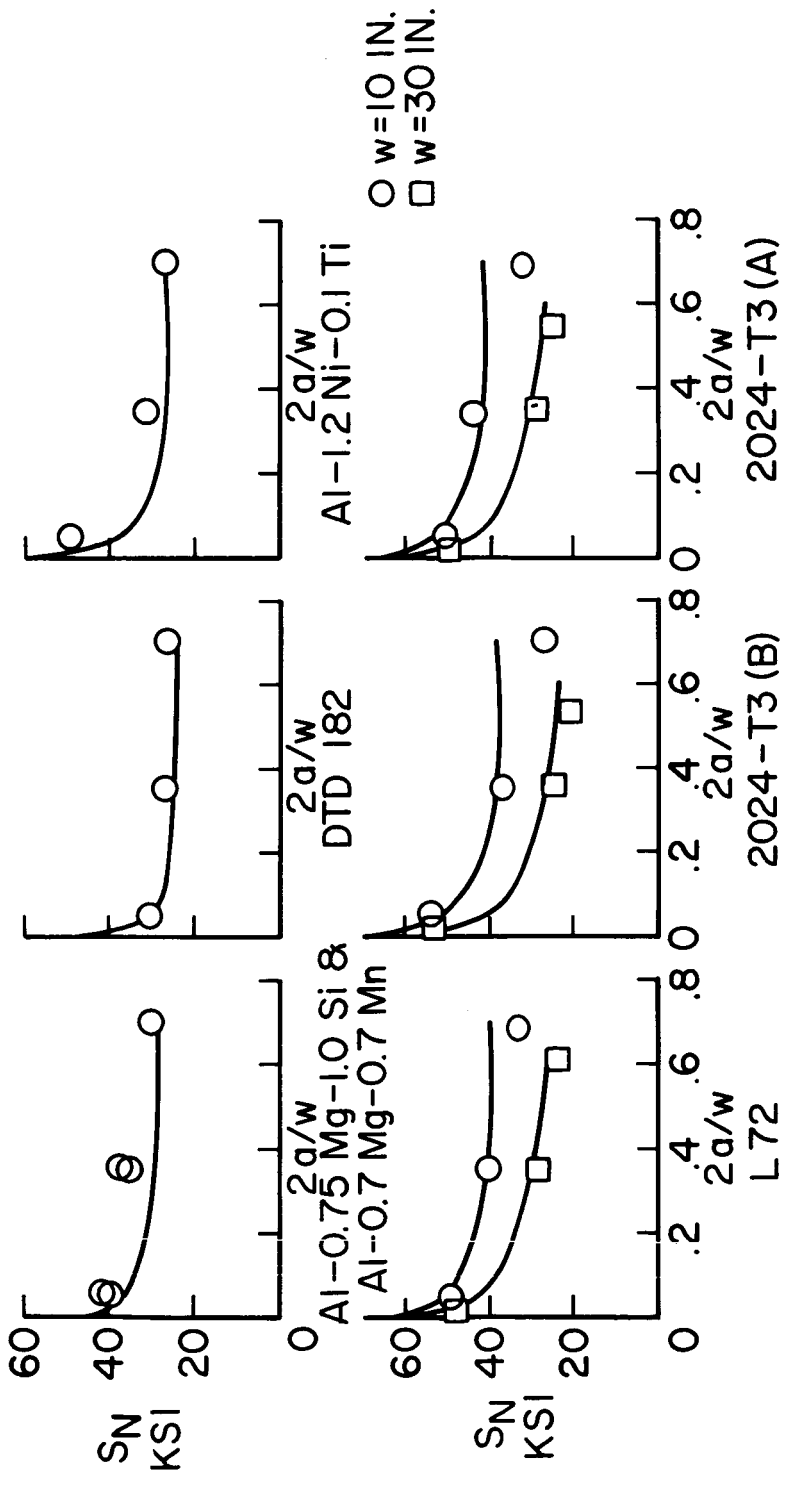 60
40
20
0
SN
KSI
2a/w
Al-0.75 Mg-1.0 Si &
Al-0.7 Mg-0.7 Mn
2a/w
DTD 182
2a/w
Al-1.2 Ni-0.1 Ti
○ w=10 IN.
□ w=30 IN.
60
40
20
0
SN
KSI
.2 .4 .6 .8
2a/w
L72
0 .2 .4 .6 .8
2a/w
2024-T3 (B)
0 .2 .4 .6 .8
2a/w
2024-T3 (A)